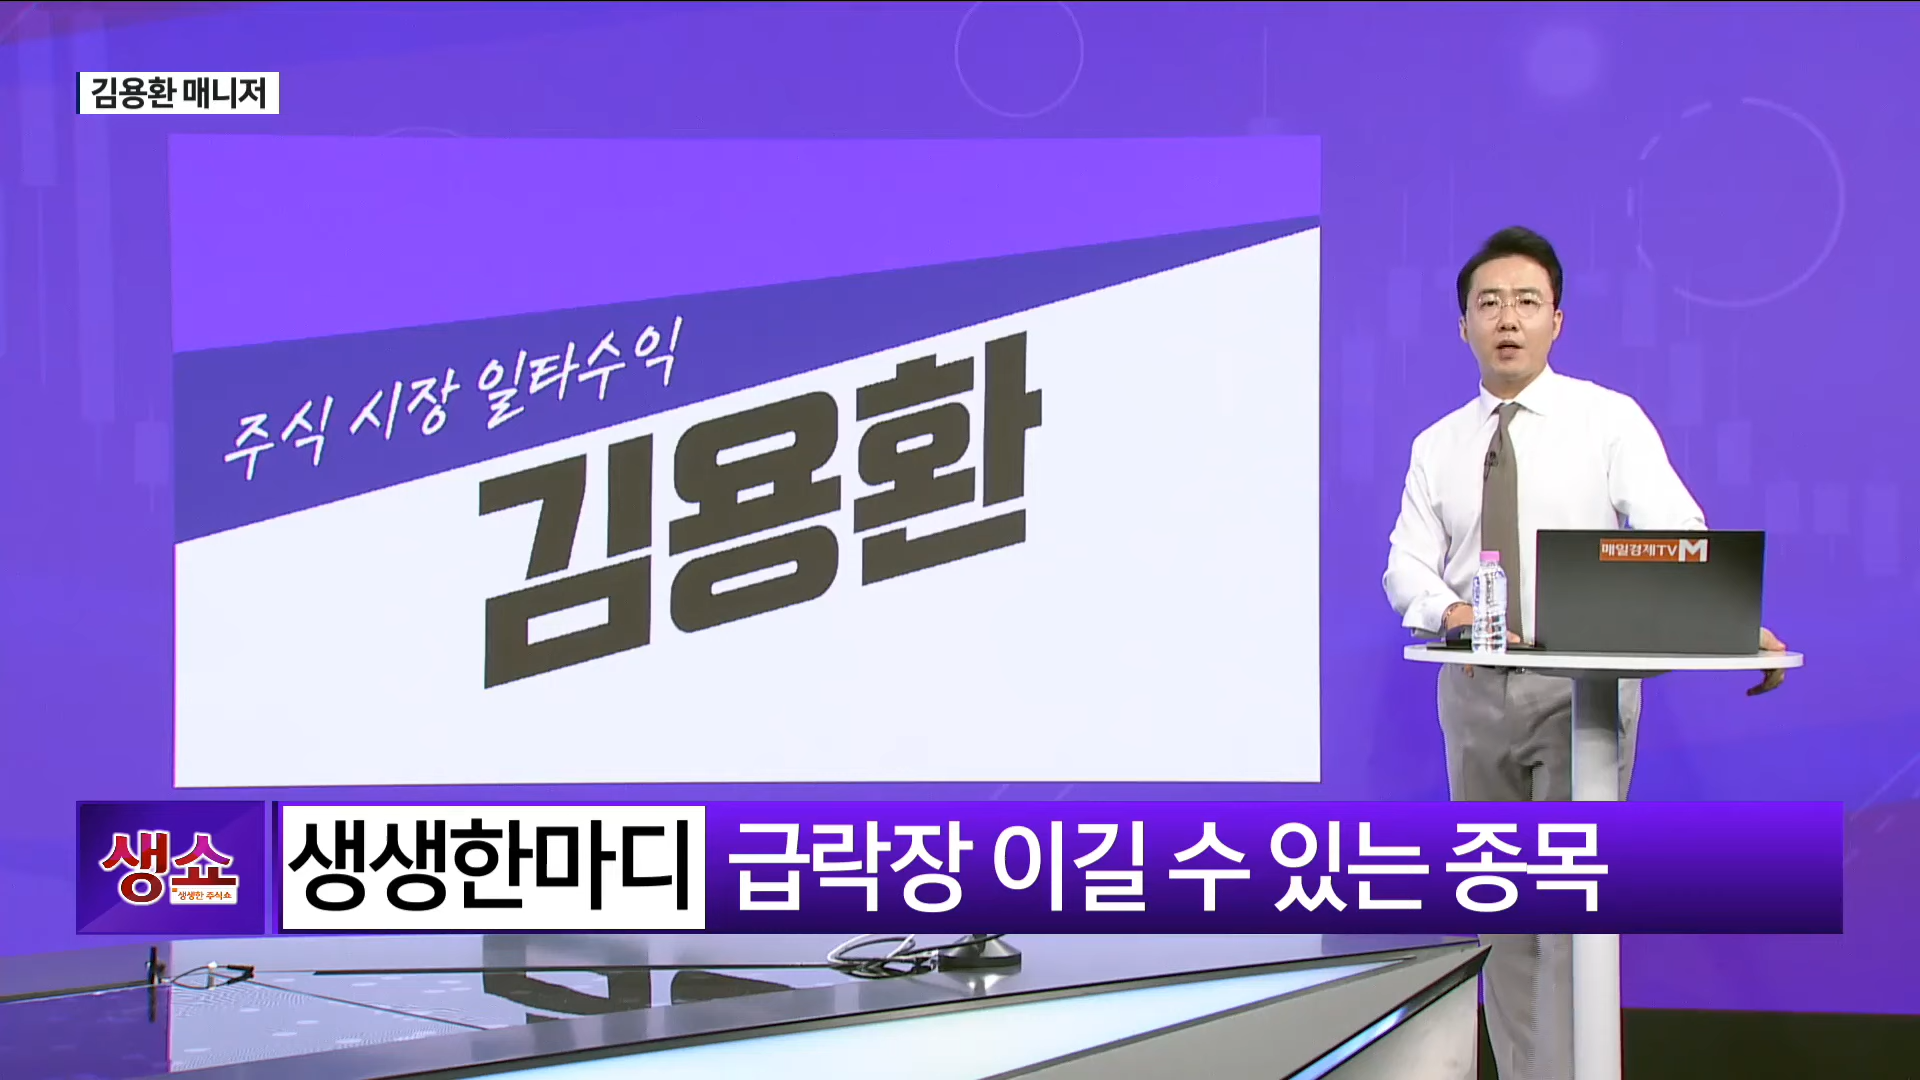 김용환 매니저
주식 시장 일타수익
김용환
매일경제TV M
생쇼
생생한 주식쇼
생생한마디 급락장 이길 수 있는 종목